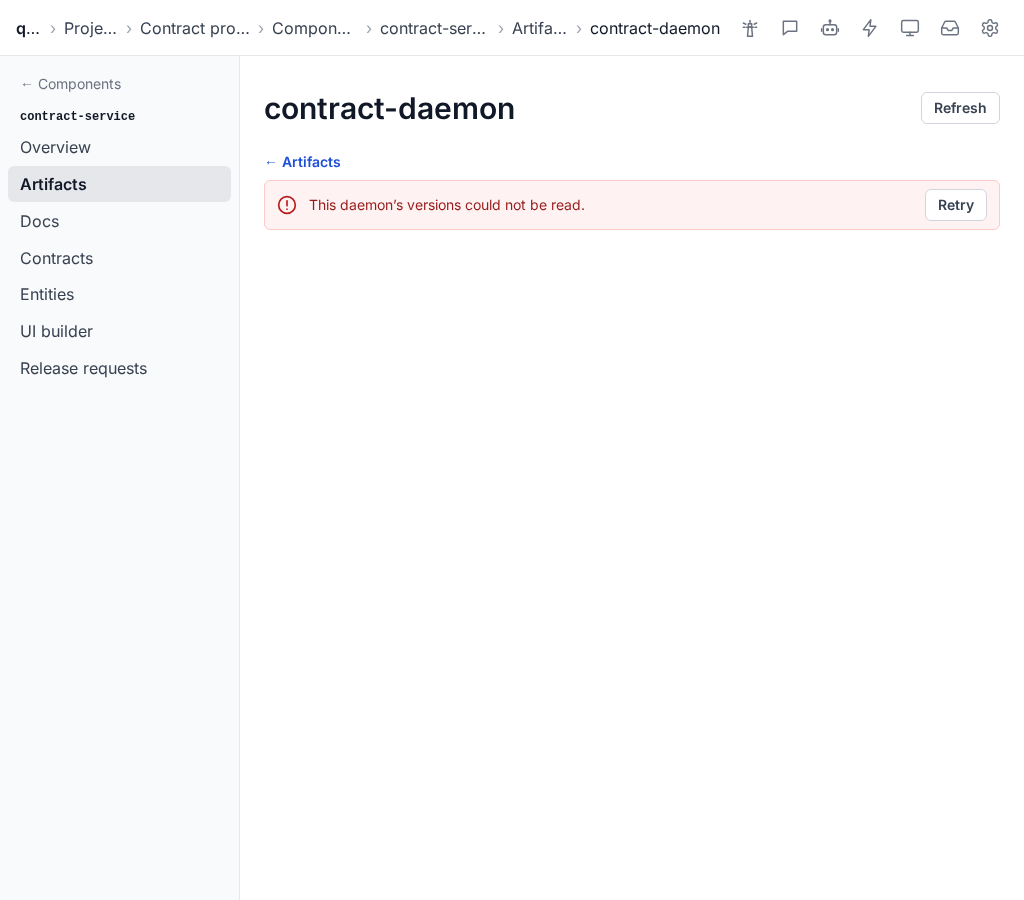 q… › Proje… › Contract pro… › Compon… › contract-ser… › Artifa… › contract-daemon
← Components
contract-service
Overview
Artifacts
Docs
Contracts
Entities
UI builder
Release requests
contract-daemon
Refresh
← Artifacts
This daemon’s versions could not be read.
Retry